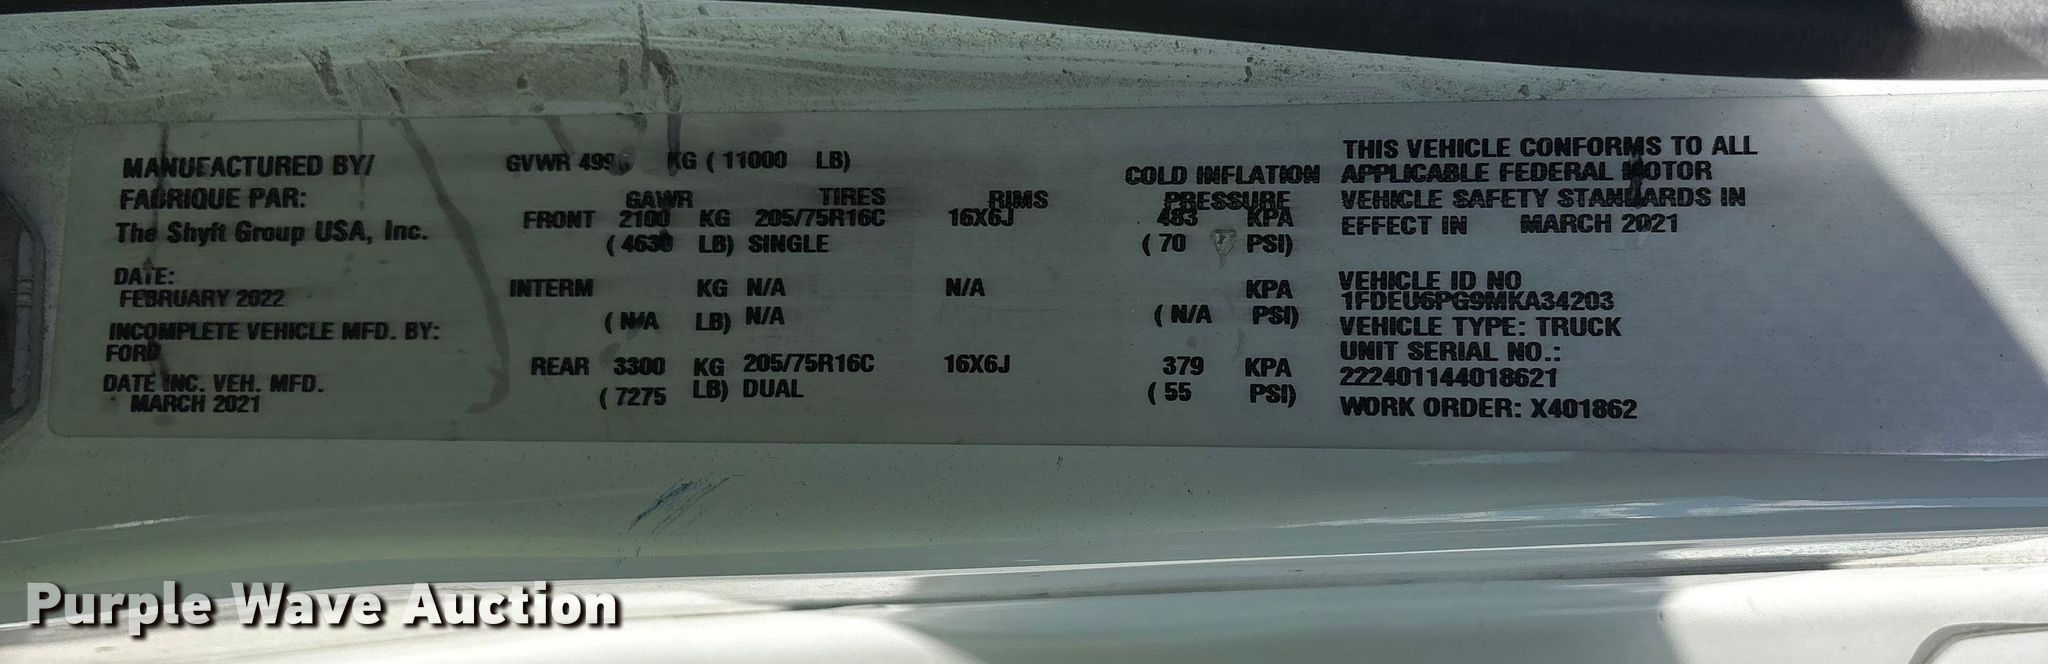 MANUFACTURED BY/
FABRIQUE PAR:
The Shyft Group USA, Inc.
DATE:
FEBRUARY 2022
INCOMPLETE VEHICLE MFD. BY:
FORD
DATE INC. VEH. MFD.
MARCH 2021
GVWR KG ( 11000 LB)
GAWR TIRES RIMS COLD INFLATION PRESSURE
FRONT 2100 KG 205/75R16C 16X6J 483 KPA
( 4630 LB) SINGLE ( 70 PSI)
INTERM KG N/A N/A KPA
( N/A LB) N/A ( N/A PSI)
REAR 3300 KG 205/75R16C 16X6J 379 KPA
( 7275 LB) DUAL ( 55 PSI)
THIS VEHICLE CONFORMS TO ALL
APPLICABLE FEDERAL MOTOR
VEHICLE SAFETY STANDARDS IN
EFFECT IN MARCH 2021
VEHICLE ID NO
1FDEU6PG9MKA34203
VEHICLE TYPE: TRUCK
UNIT SERIAL NO.:
222401144018621
WORK ORDER: X401862
Purple Wave Auction